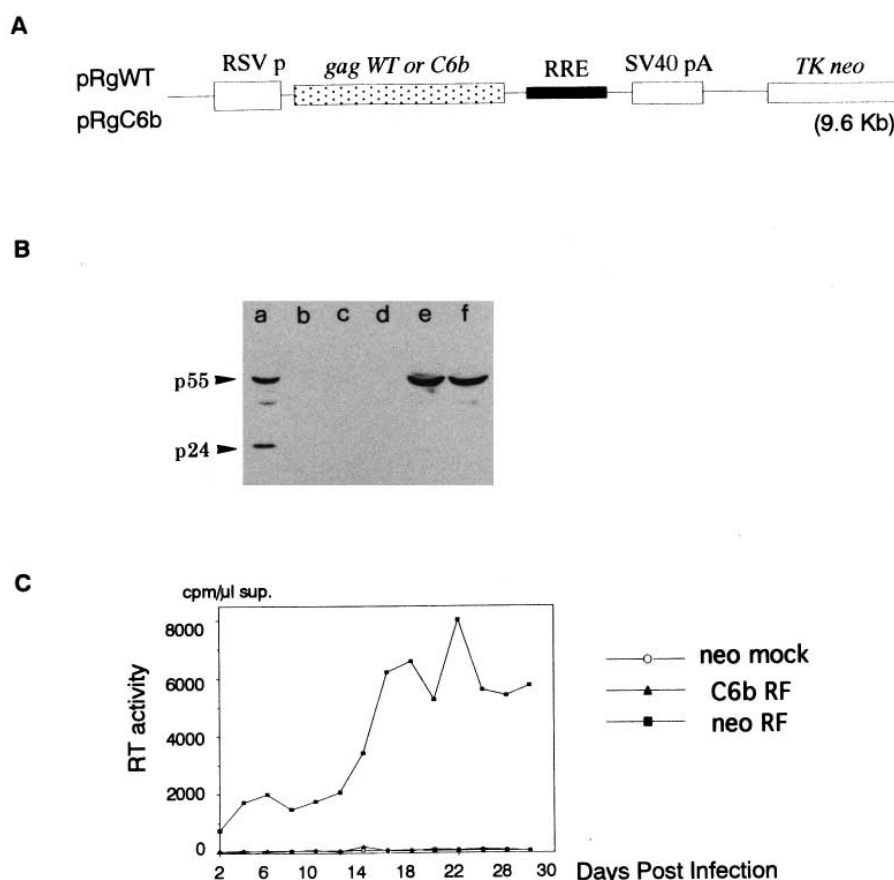 A
RSV p gag WT or C6b RRE SV40 pA TK neo
pRgWT
pRgC6b (9.6 Kb)
B
a b c d e f
p55
p24
C
cpm/µl sup.
8000
6000
4000
2000
0
RT activity
2 6 10 14 18 22 26 30
Days Post Infection
neo mock
C6b RF
neo RF